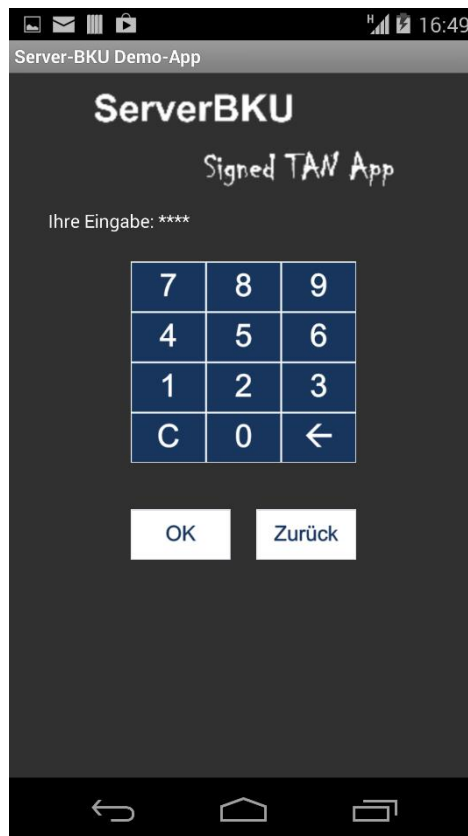 H 16:49
Server-BKU Demo-App
ServerBKU
Signed TAN App
Ihre Eingabe: ****
7 8 9
4 5 6
1 2 3
C 0 ←
OK Zurück